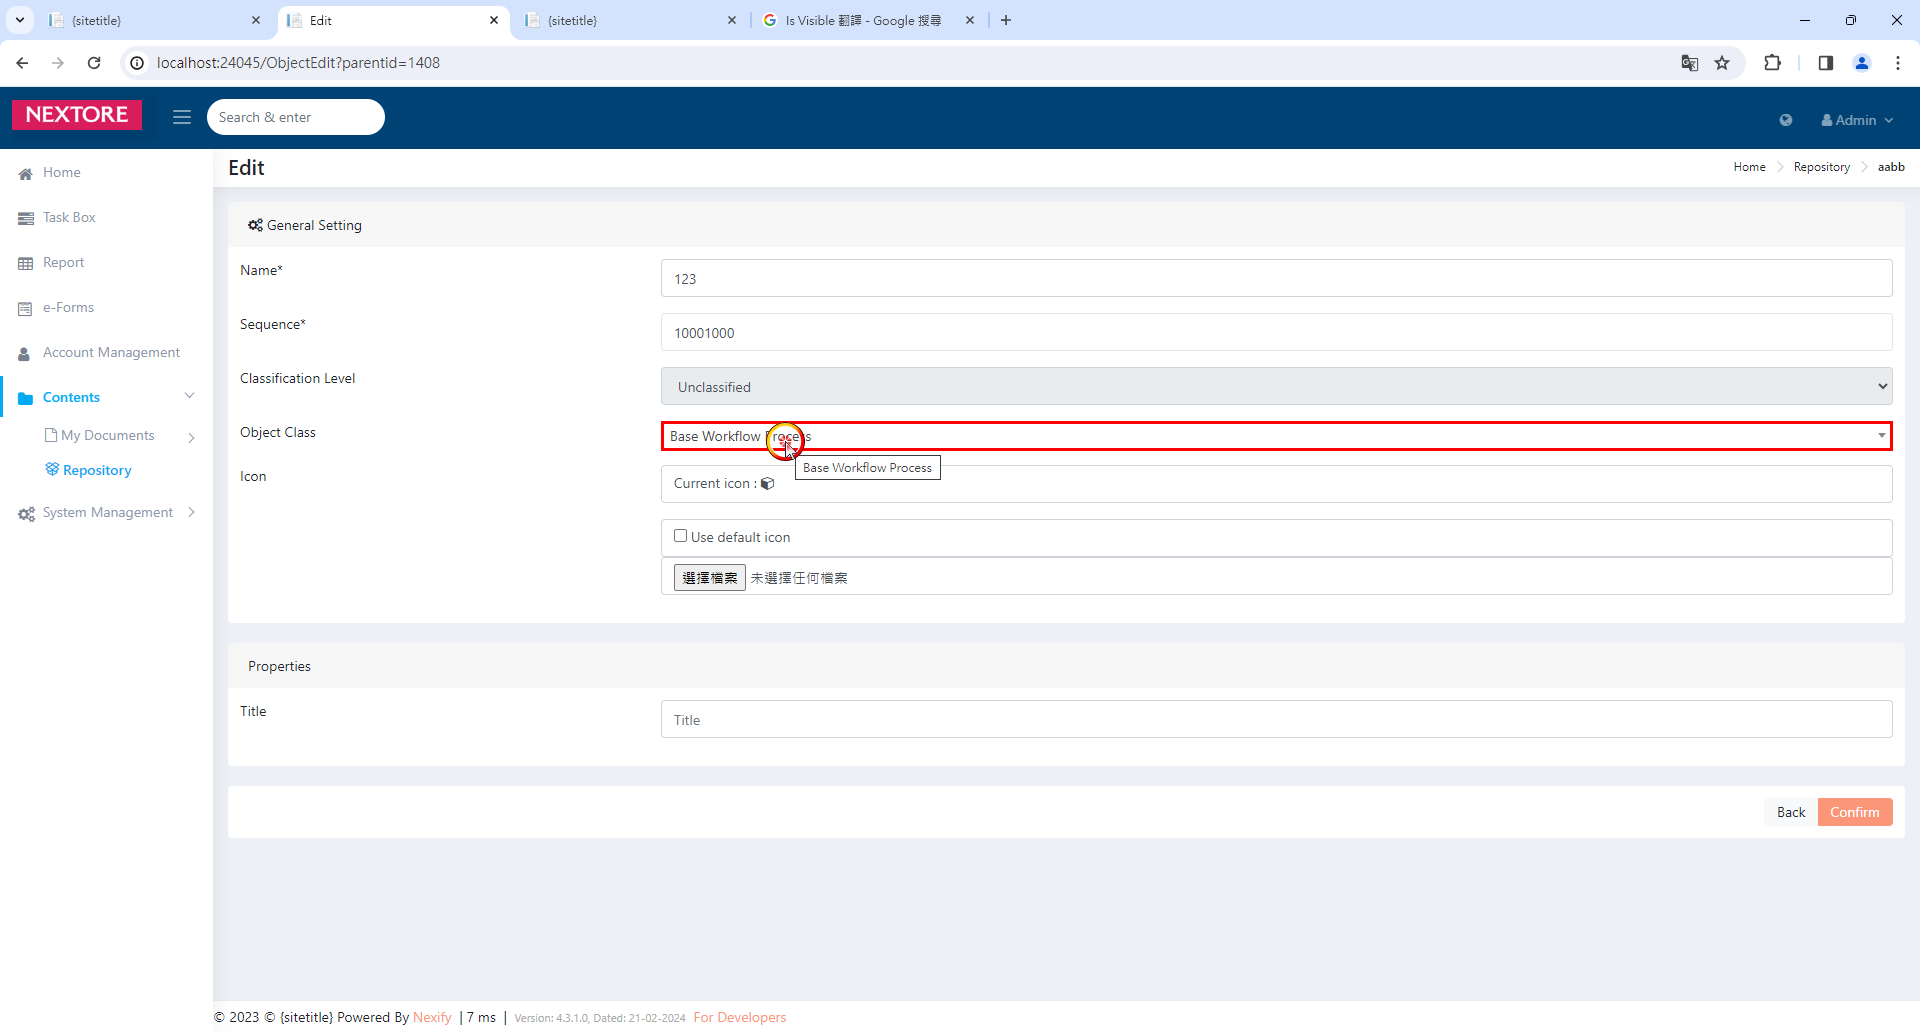 {sitetitle}
Edit
{sitetitle}
Is Visible 翻譯 - Google 搜尋
localhost:24045/ObjectEdit?parentid=1408
NEXTORE
Search & enter
Admin
Home
Task Box
Report
e-Forms
Account Management
Contents
My Documents
Repository
System Management
Edit
Home
Repository
aabb
General Setting
Name*
123
Sequence*
10001000
Classification Level
Unclassified
Object Class
Base Workflow Process
Base Workflow Process
Icon
Current icon :
Use default icon
選擇檔案 未選擇任何檔案
Properties
Title
Title
Back
Confirm
© 2023 © {sitetitle} Powered By Nexify | 7 ms | Version: 4.3.1.0, Dated: 21-02-2024 For Developers